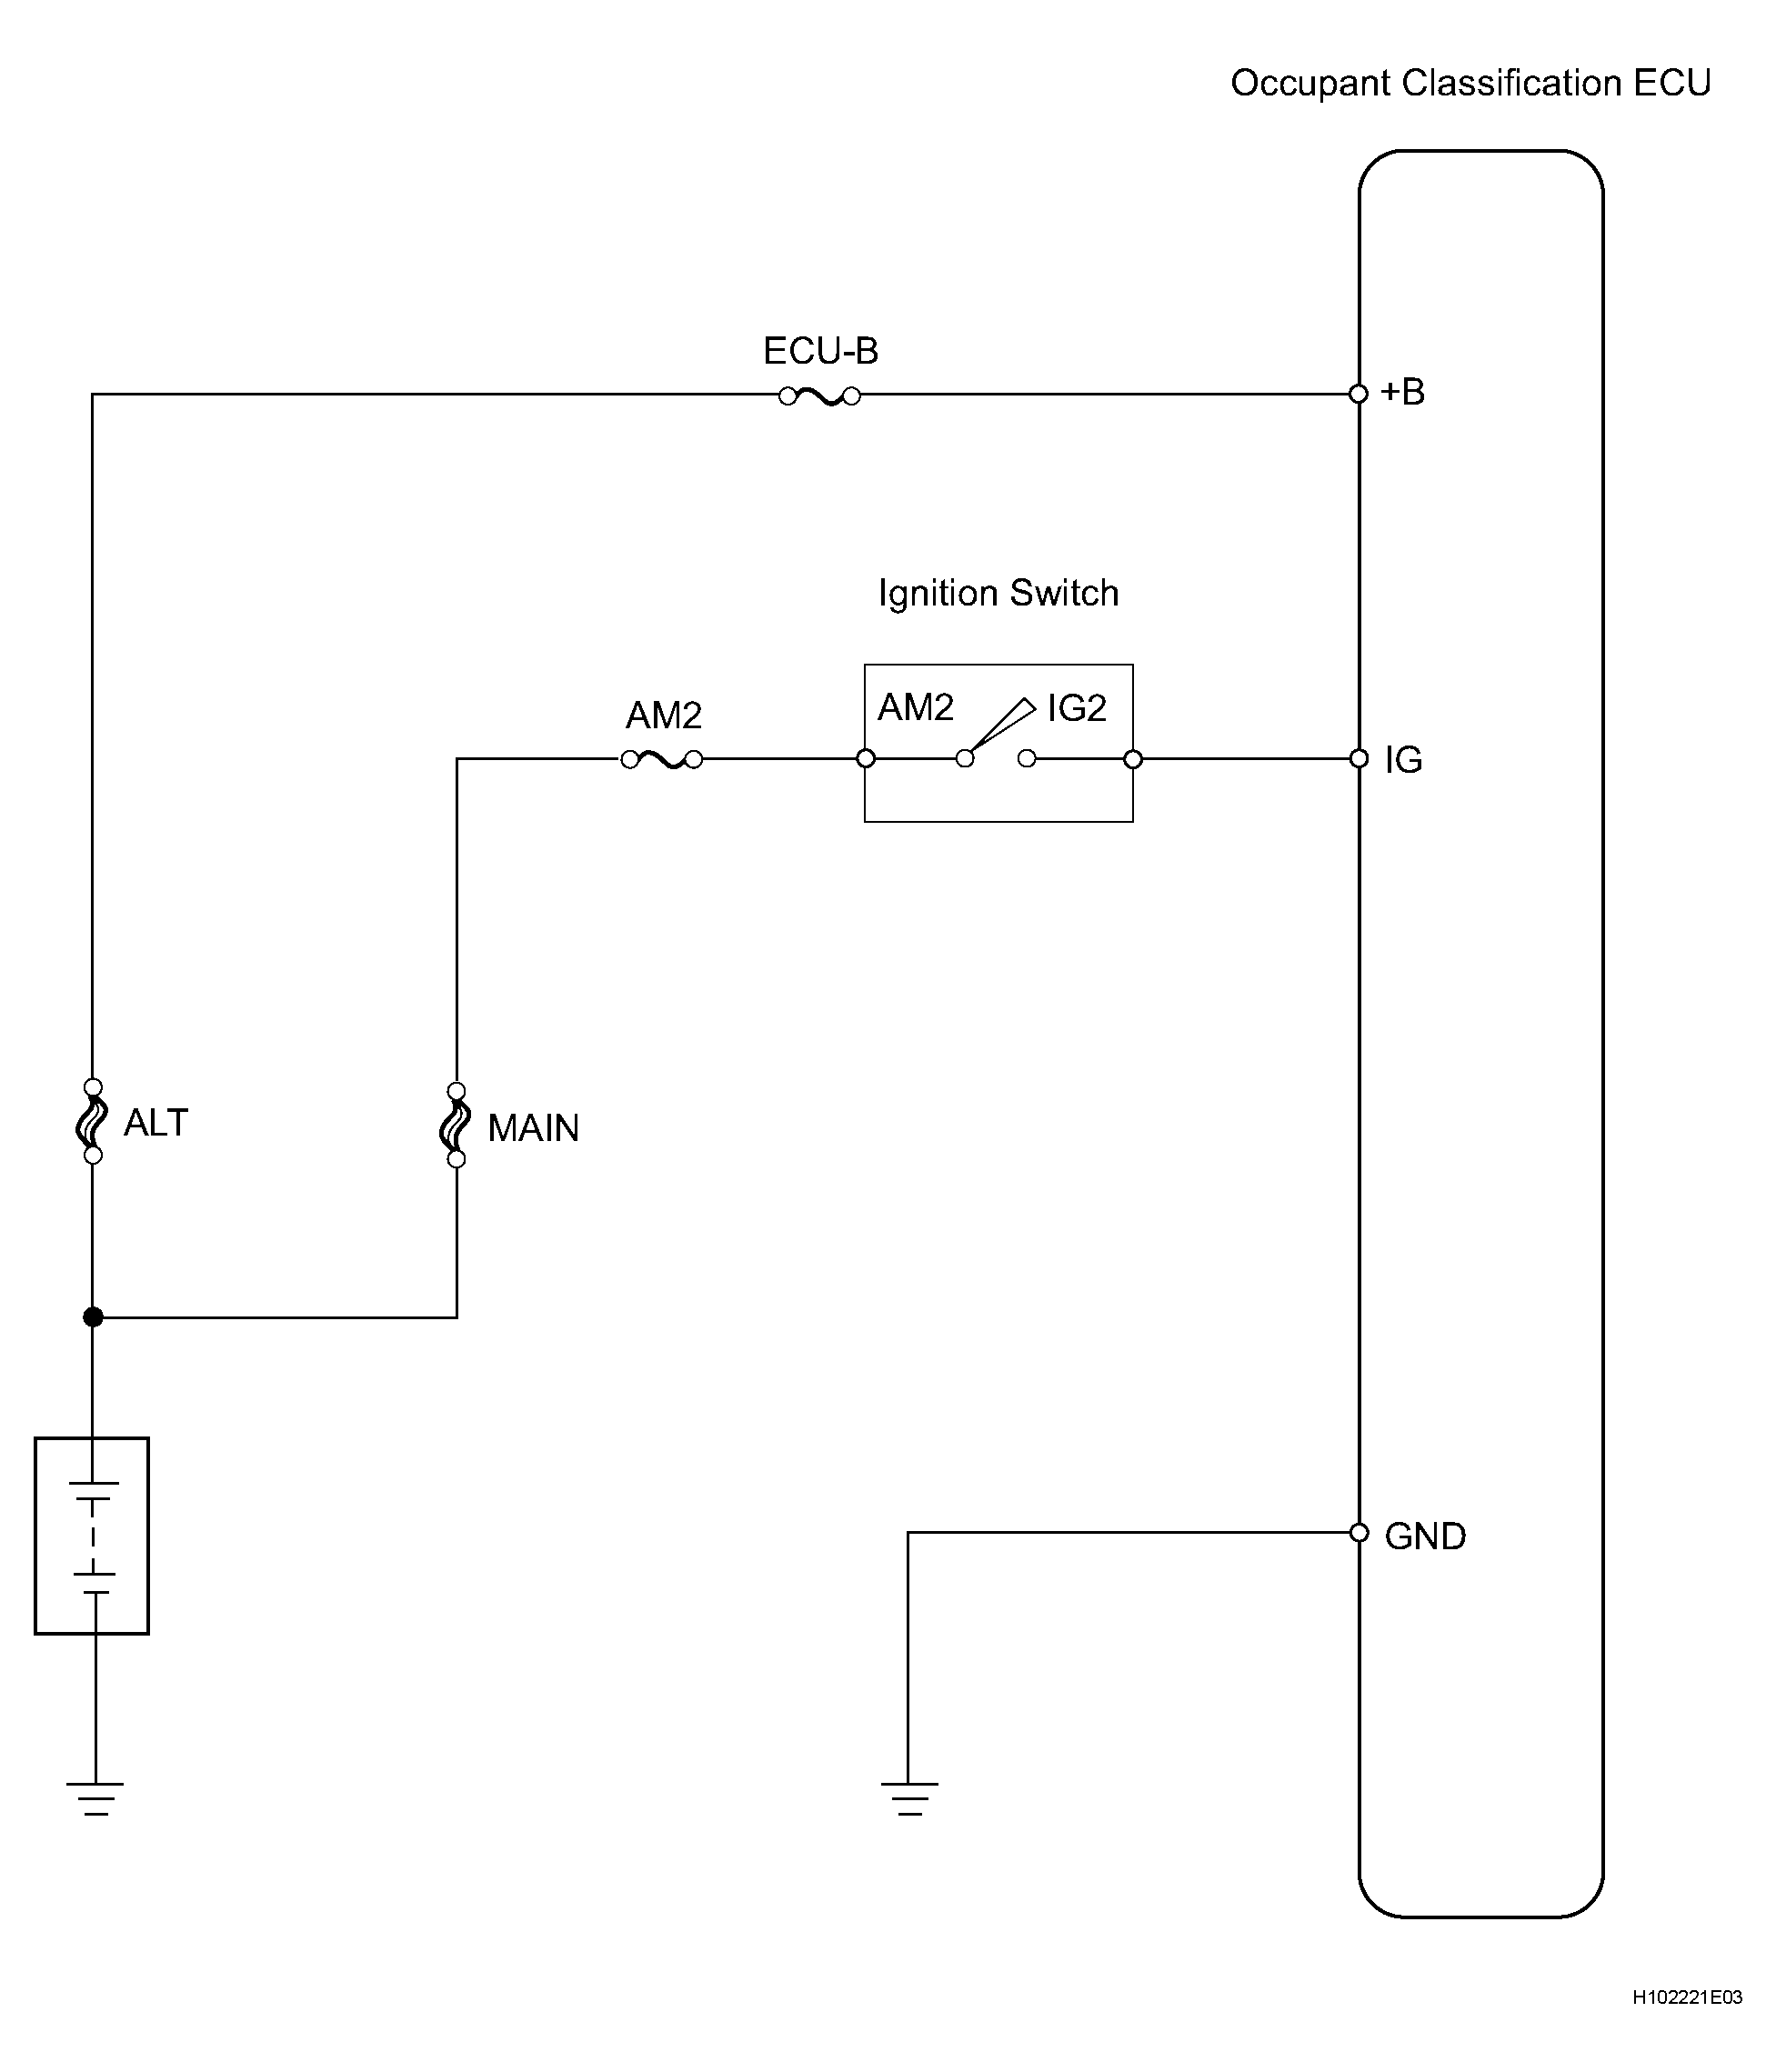 Occupant Classification ECU
ECU-B
+B
Ignition Switch
AM2
AM2
IG2
IG
ALT
MAIN
GND
H102221E03